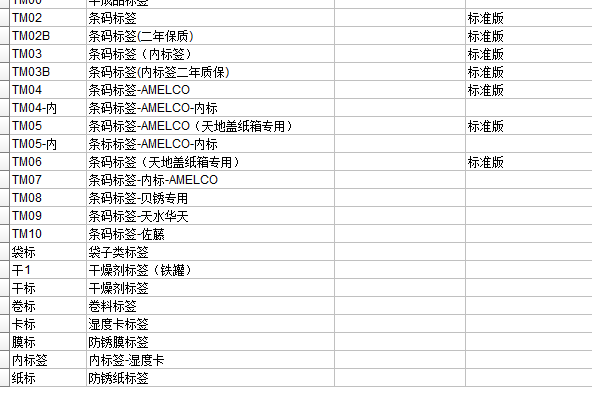 TM02 条码标签 标准版
TM02B 条码标签(二年保质) 标准版
TM03 条码标签（内标签） 标准版
TM03B 条码标签(内标签二年质保) 标准版
TM04 条码标签-AMELCO 标准版
TM04-内 条码标签-AMELCO-内标
TM05 条码标签-AMELCO（天地盖纸箱专用） 标准版
TM05-内 条标标签-AMELCO-内标
TM06 条码标签（天地盖纸箱专用） 标准版
TM07 条码标签-内标-AMELCO
TM08 条码标签-贝锈专用
TM09 条码标签-天水华天
TM10 条码标签-佐藤
袋标 袋子类标签
干1 干燥剂标签（铁罐）
干标 干燥剂标签
卷标 卷料标签
卡标 湿度卡标签
膜标 防锈膜标签
内标签 内标签-湿度卡
纸标 防锈纸标签